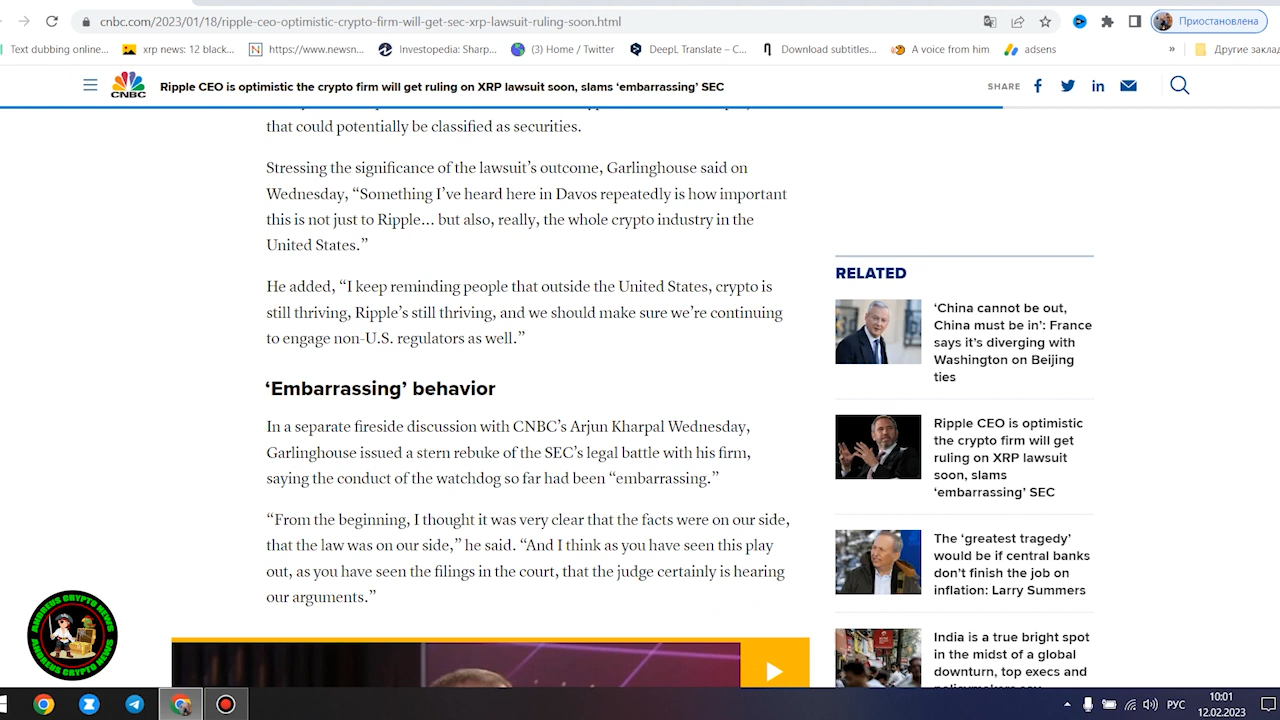 cnbc.com/2023/01/18/ripple-ceo-optimistic-crypto-firm-will-get-sec-xrp-lawsuit-ruling-soon.html
Приостановлена
Text dubbing online...
xrp news: 12 black...
https://www.newsn...
Investopedia: Sharp...
(3) Home / Twitter
DeepL Translate – C...
Download subtitles...
A voice from him
adsens
»
Другие закла
CNBC
Ripple CEO is optimistic the crypto firm will get ruling on XRP lawsuit soon, slams ‘embarrassing’ SEC
SHARE
that could potentially be classified as securities.
Stressing the significance of the lawsuit’s outcome, Garlinghouse said on
Wednesday, “Something I’ve heard here in Davos repeatedly is how important
this is not just to Ripple… but also, really, the whole crypto industry in the
United States.”
He added, “I keep reminding people that outside the United States, crypto is
still thriving, Ripple’s still thriving, and we should make sure we’re continuing
to engage non-U.S. regulators as well.”
‘Embarrassing’ behavior
In a separate fireside discussion with CNBC’s Arjun Kharpal Wednesday,
Garlinghouse issued a stern rebuke of the SEC’s legal battle with his firm,
saying the conduct of the watchdog so far had been “embarrassing.”
“From the beginning, I thought it was very clear that the facts were on our side,
that the law was on our side,” he said. “And I think as you have seen this play
out, as you have seen the filings in the court, that the judge certainly is hearing
our arguments.”
RELATED
‘China cannot be out,
China must be in’: France
says it’s diverging with
Washington on Beijing
ties
Ripple CEO is optimistic
the crypto firm will get
ruling on XRP lawsuit
soon, slams
‘embarrassing’ SEC
The ‘greatest tragedy’
would be if central banks
don’t finish the job on
inflation: Larry Summers
India is a true bright spot
in the midst of a global
downturn, top execs and
ANDREUS CRYPTO NEWS
ANDREUS CRYPTO NEWS
РУС
10:01
12.02.2023